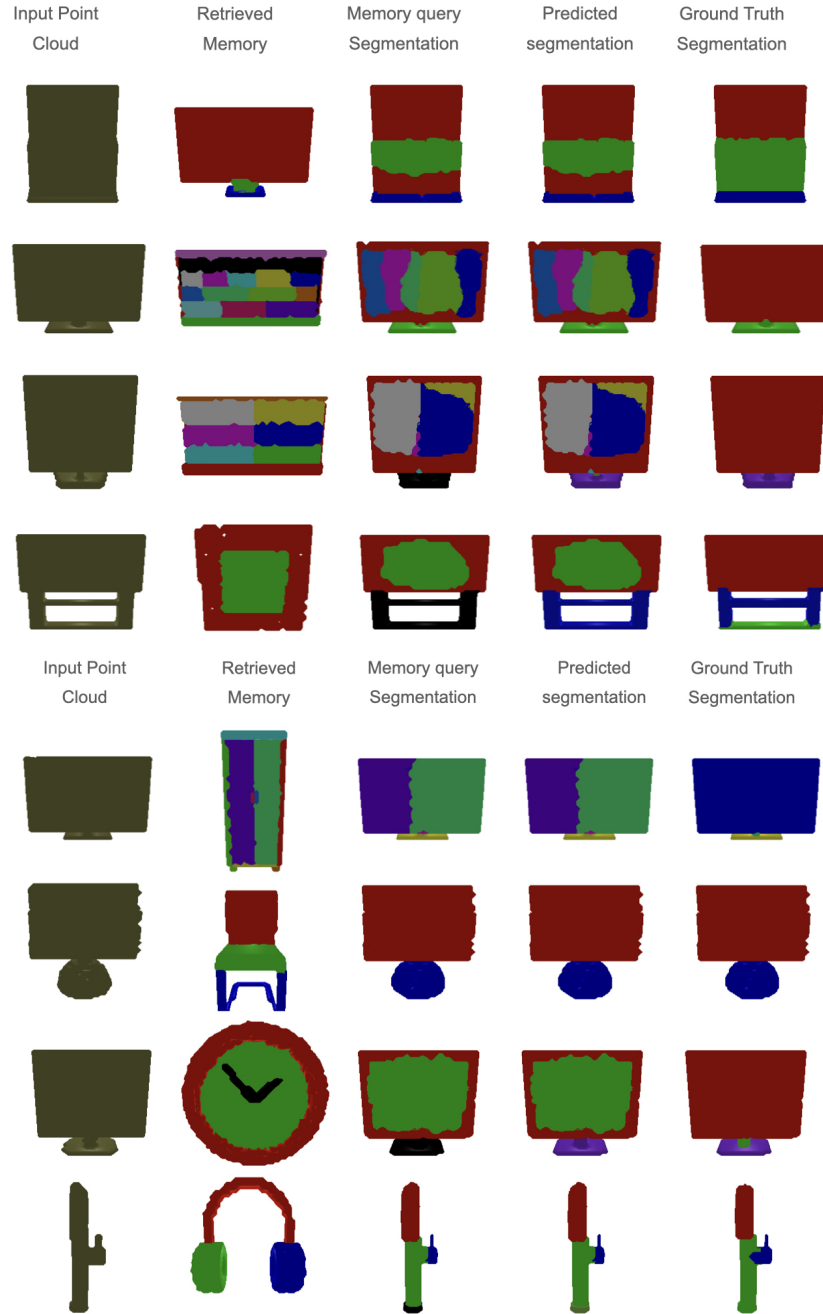 Input Point Retrieved Memory query Predicted Ground Truth
Cloud Memory Segmentation segmentation Segmentation
Input Point Retrieved Memory query Predicted Ground Truth
Cloud Memory Segmentation segmentation Segmentation